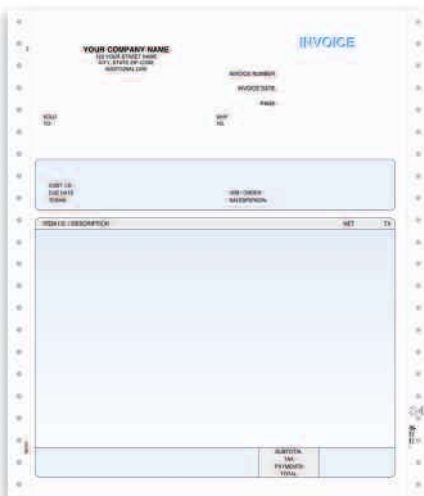 INVOICE
YOUR COMPANY NAME
123 YOUR STREET NAME
CITY, STATE ZIP CODE
ADDITIONAL LINE
INVOICE NUMBER:
INVOICE DATE:
PAGE:
SOLD
TO:
SHIP
TO:
CUST I.D.:
DUE DATE:
TERMS:
JOB / ORDER:
SALESPERSON:
ITEM I.D. / DESCRIPTION
NET
TX
SUBTOTAL:
TAX:
PAYMENTS:
TOTAL: